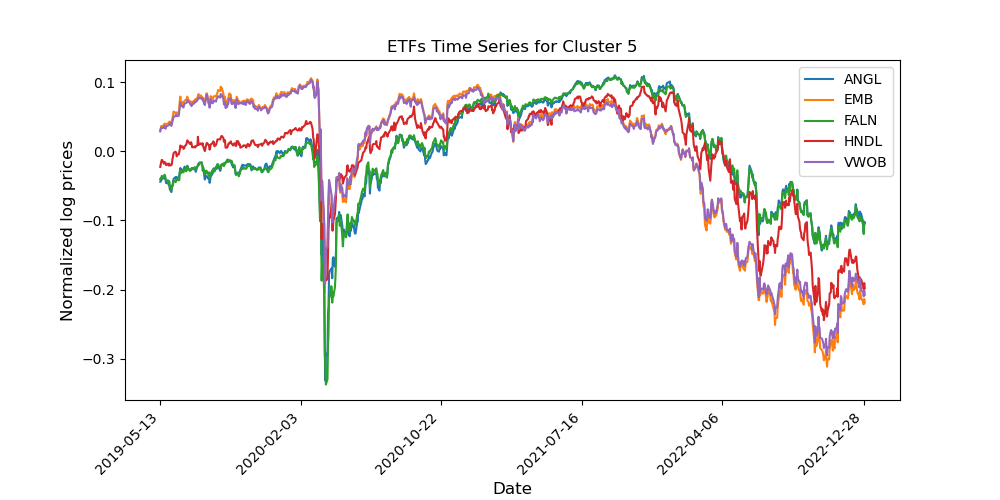 ETFs Time Series for Cluster 5
Normalized log prices
0.1
0.0
−0.1
−0.2
−0.3
ANGL
EMB
FALN
HNDL
VWOB
2019-05-13
2020-02-03
2020-10-22
2021-07-16
2022-04-06
2022-12-28
Date